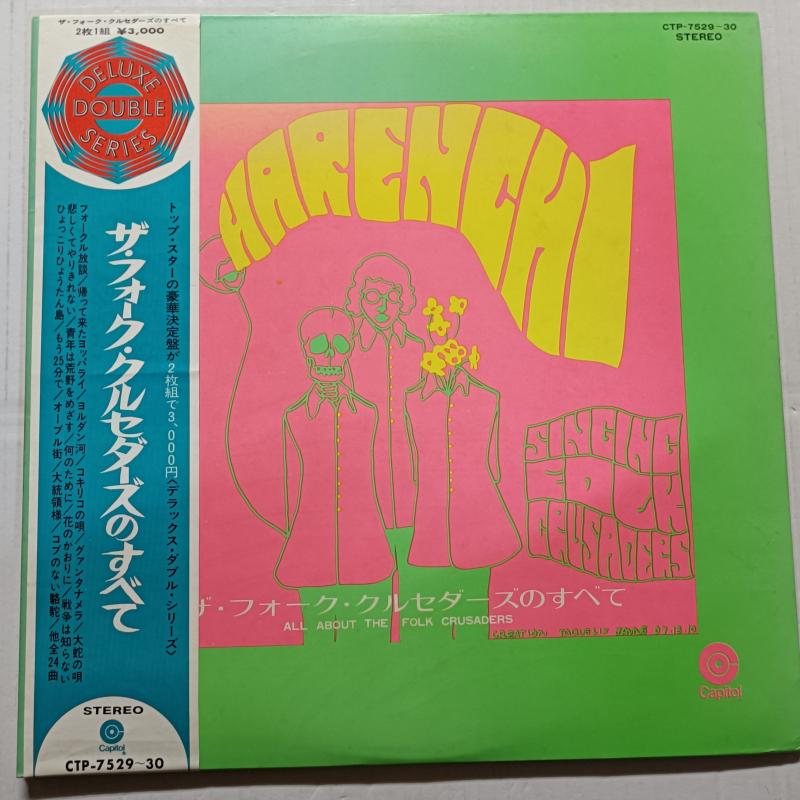 ザ・フォーク・クルセダーズのすべて
2枚1組 ¥3,000
DELUXE
DOUBLE
SERIES
トップ・スターの豪華決定盤が2枚組で3,000円〈デラックス・ダブル・シリーズ〉
ザ・フォーク・クルセダーズのすべて
フォークル放談/帰って来たヨッパライ/ヨルダン河/コキリコの唄/グァンタナメラ/大蛇の唄
悲しくてやりきれない/青年は荒野をめざす/何のために/花のかおりに/戦争は知らない
ひょっこりひょうたん島/もう25分で/オーブル街/大統領様/コブのない駱駝/他全24曲
STEREO
Capitol
CTP-7529~30
CTP-7529~30
STEREO
HARENCHI
SINGING
FOLK
CRUSADERS
ザ・フォーク・クルセダーズのすべて
ALL ABOUT THE FOLK CRUSADERS
Capitol